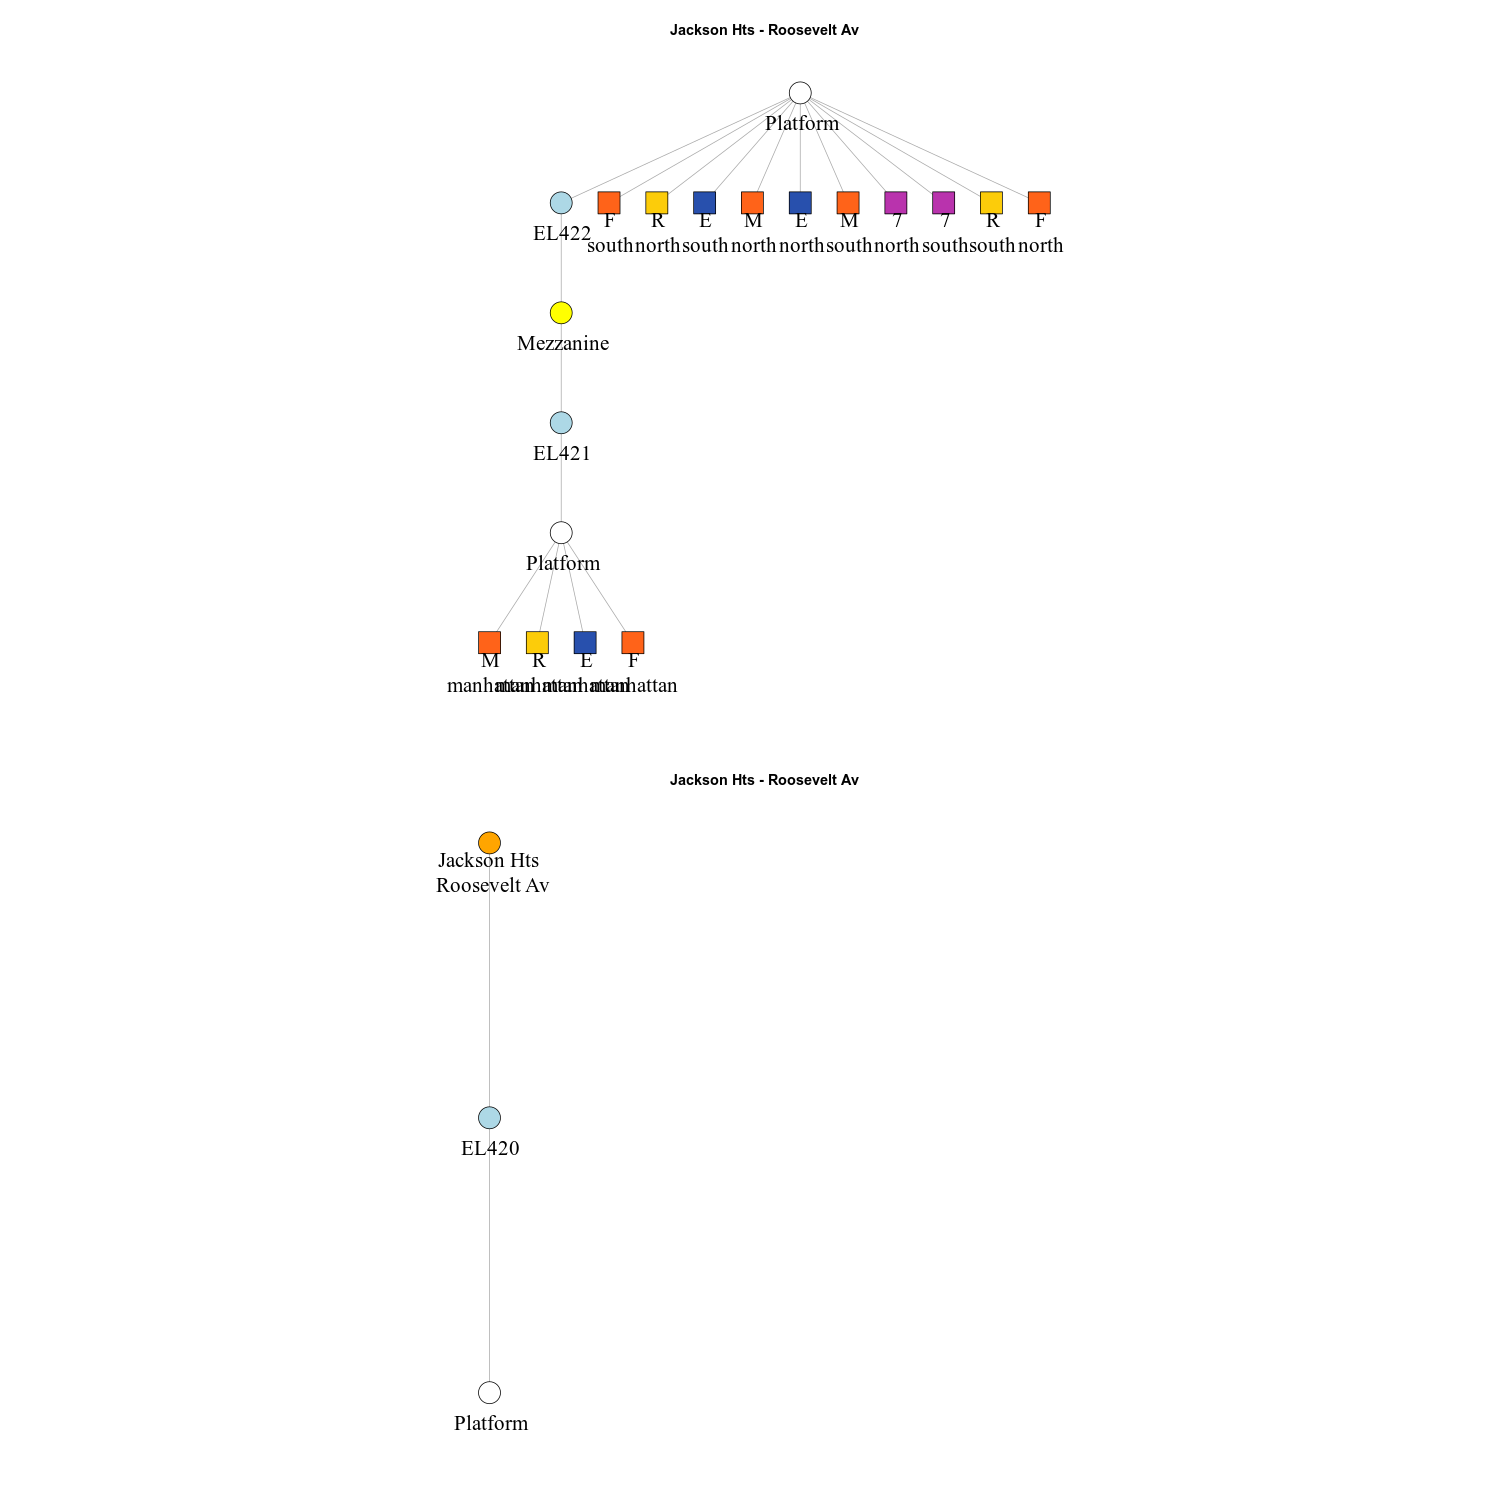 Jackson Hts - Roosevelt Av
Platform
EL422
F R E M E M 7 7 R F
south north south north north south north south south north
Mezzanine
EL421
Platform
M R E F
manhattan manhattan manhattan manhattan
Jackson Hts - Roosevelt Av
Jackson Hts
Roosevelt Av
EL420
Platform